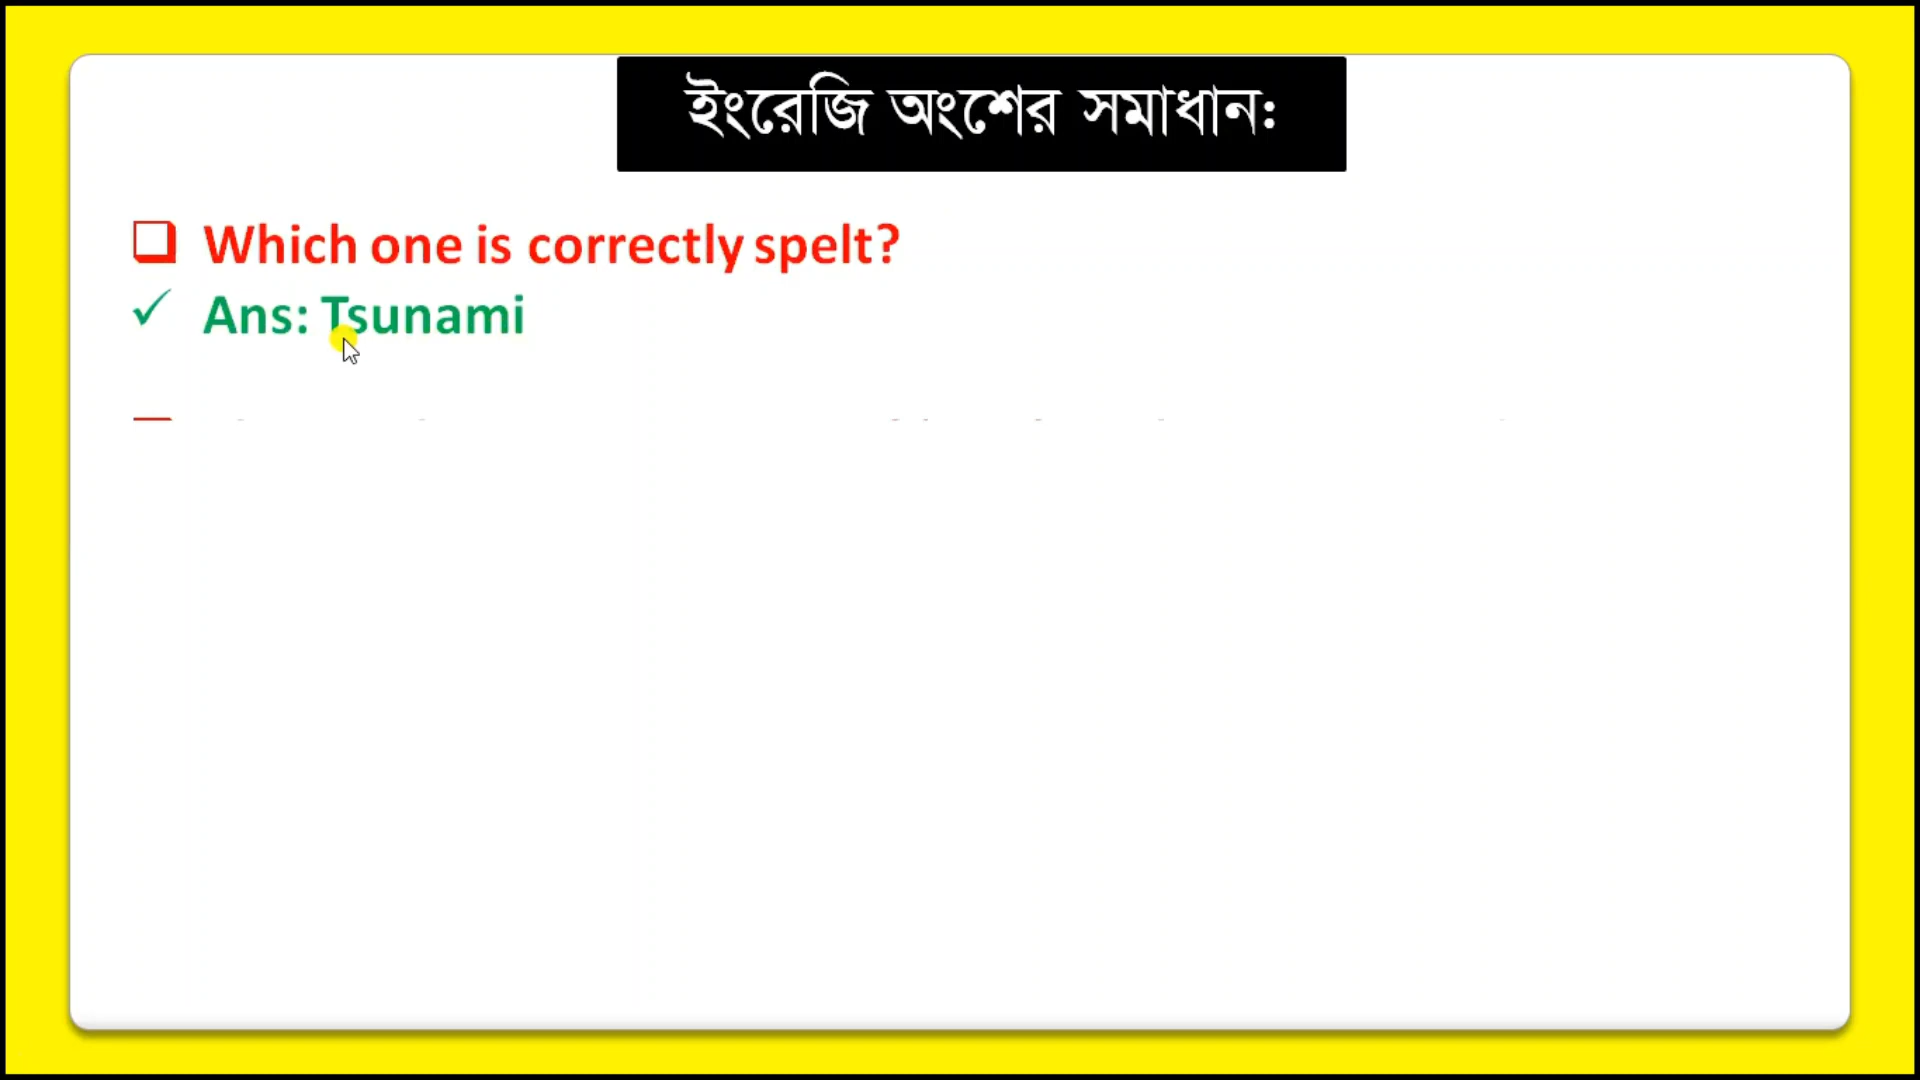 ইংরেজি অংশের সমাধান:
Which one is correctly spelt?
Ans: Tsunami